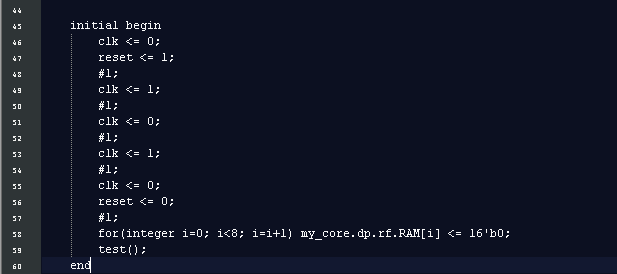 44
45 initial begin
46 clk <= 0;
47 reset <= 1;
48 #1;
49 clk <= 1;
50 #1;
51 clk <= 0;
52 #1;
53 clk <= 1;
54 #1;
55 clk <= 0;
56 reset <= 0;
57 #1;
58 for(integer i=0; i<8; i=i+1) my_core.dp.rf.RAM[i] <= 16'b0;
59 test();
60 end